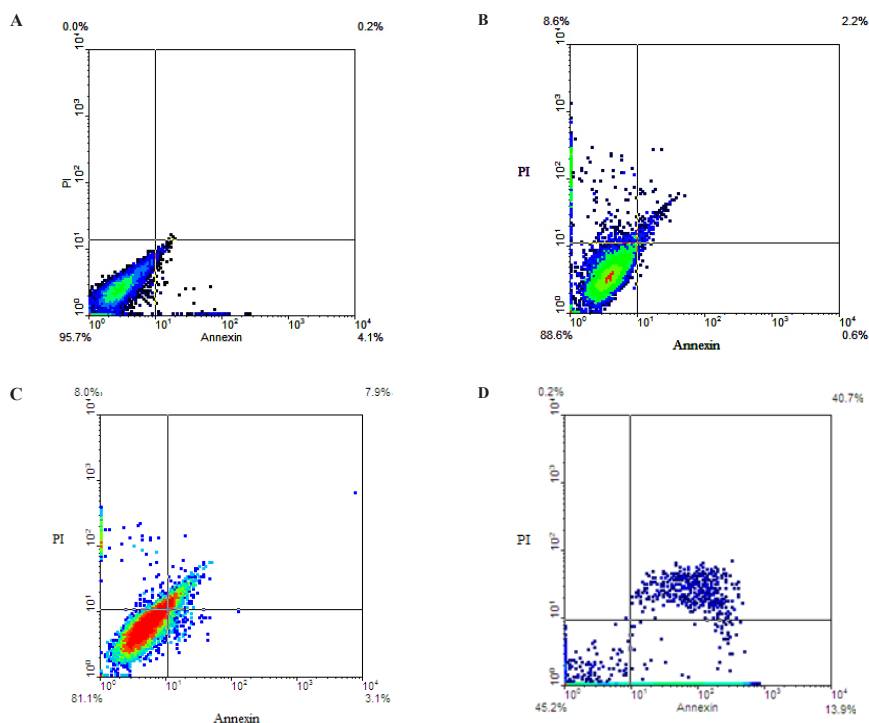 A
0.0%
0.2%
PI
10⁴
10³
10²
10¹
10⁰
10⁰ 10¹ 10² 10³ 10⁴
95.7%
Annexin
4.1%
B
8.6%
2.2%
PI
10⁴
10³
10²
10¹
10⁰
10⁰ 10¹ 10² 10³ 10⁴
88.6%
Annexin
0.6%
C
8.0%
7.9%
PI
10⁴
10³
10²
10¹
10⁰
10⁰ 10¹ 10² 10³ 10⁴
81.1%
3.1%
Annexin
D
0.2%
40.7%
PI
10⁴
10³
10²
10¹
10⁰
10⁰ 10¹ 10² 10³ 10⁴
45.2%
Annexin
13.9%